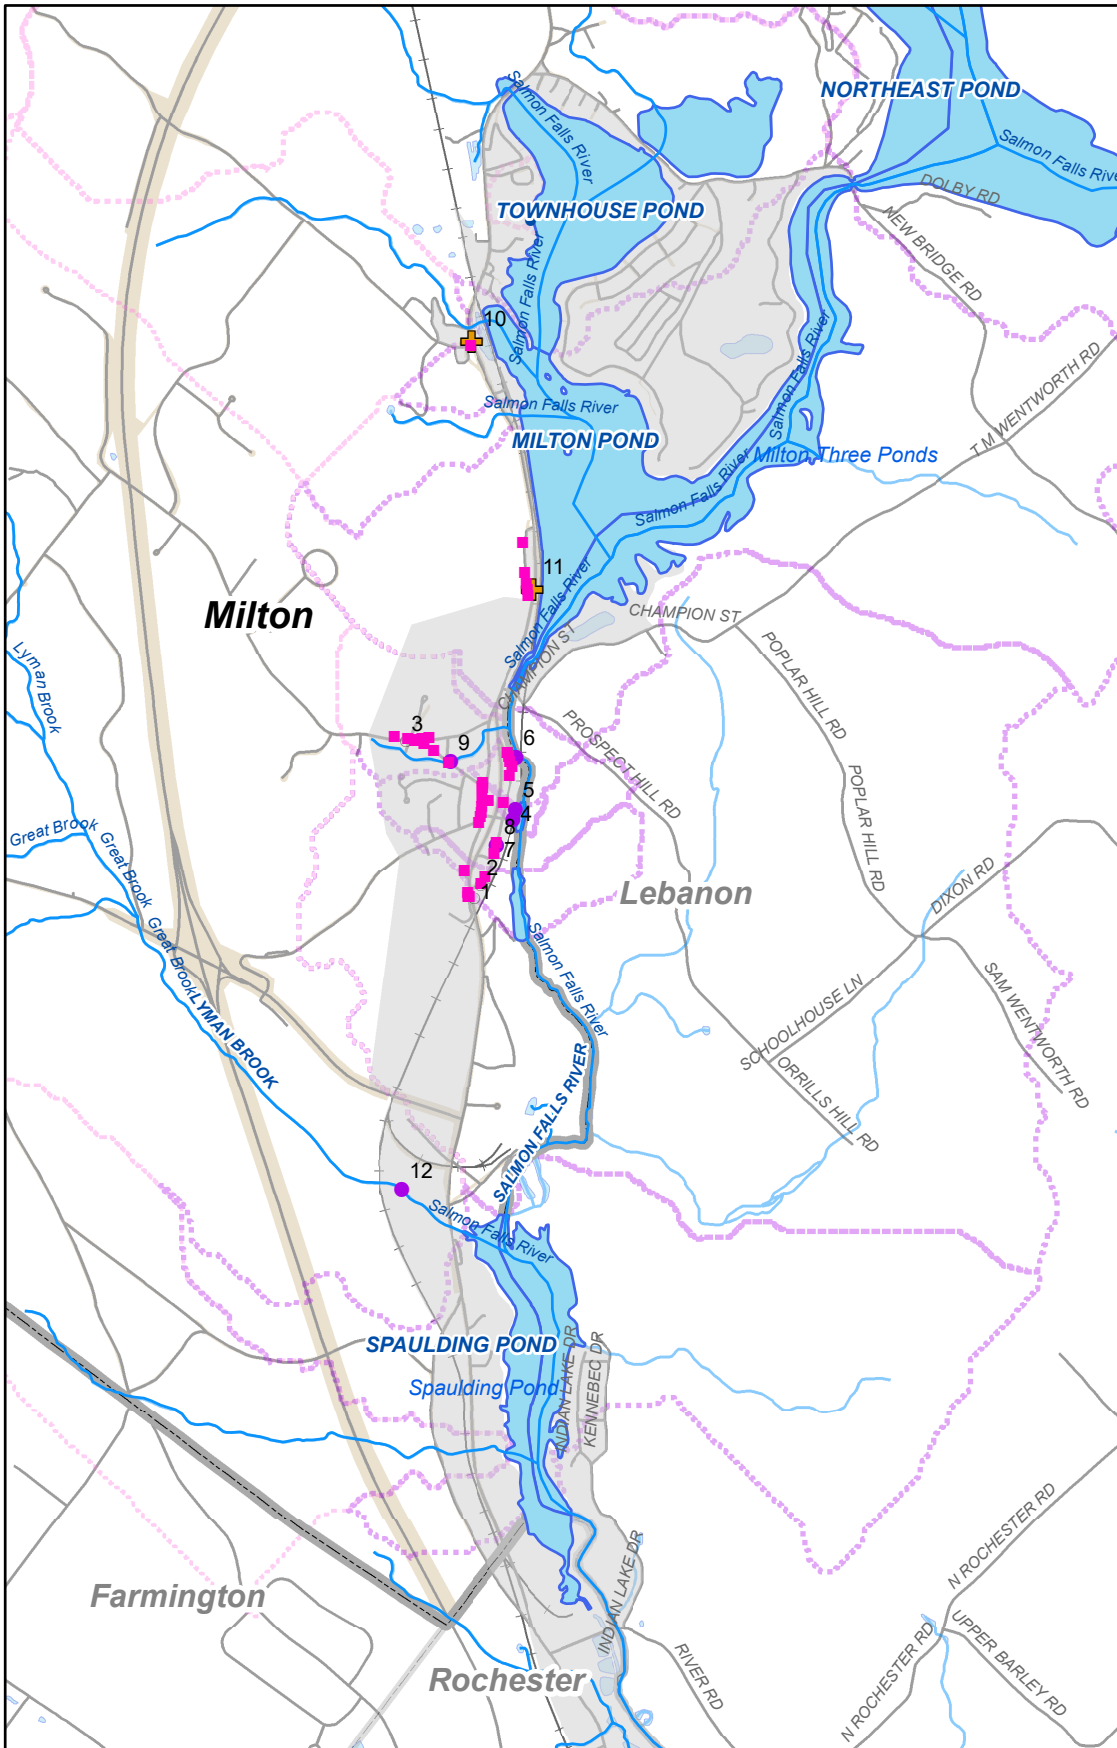 NORTHEAST POND
Salmon Falls River
Salmon Falls Rive
DOLBY RD
TOWNHOUSE POND
NEW BRIDGE RD
Salmon Falls River
10
Salmon Falls River
T M WENTWORTH RD
Salmon Falls River
MILTON POND
Milton Three Ponds
Salmon Falls River
11
Salmon Falls River
Milton
CHAMPION ST
CHAMPION ST
POPLAR HILL RD
Lyman Brook
3
9
6
PROSPECT HILL RD
5
4
8
7
POPLAR HILL RD
Great Brook
Great Brook
2
1
Lebanon
DIXON RD
Great Brook
Salmon Falls River
LYMAN BROOK
SCHOOLHOUSE LN
SAM WENTWORTH RD
ORRILLS HILL RD
SALMON FALLS RIVER
12
Salmon Falls River
SPAULDING POND
Spaulding Pond
INDIAN LAKE DR
KENNEBEC DR
N ROCHESTER RD
Farmington
INDIAN LAKE DR
Rochester
RIVER RD
N ROCHESTER RD
UPPER BARLEY RD